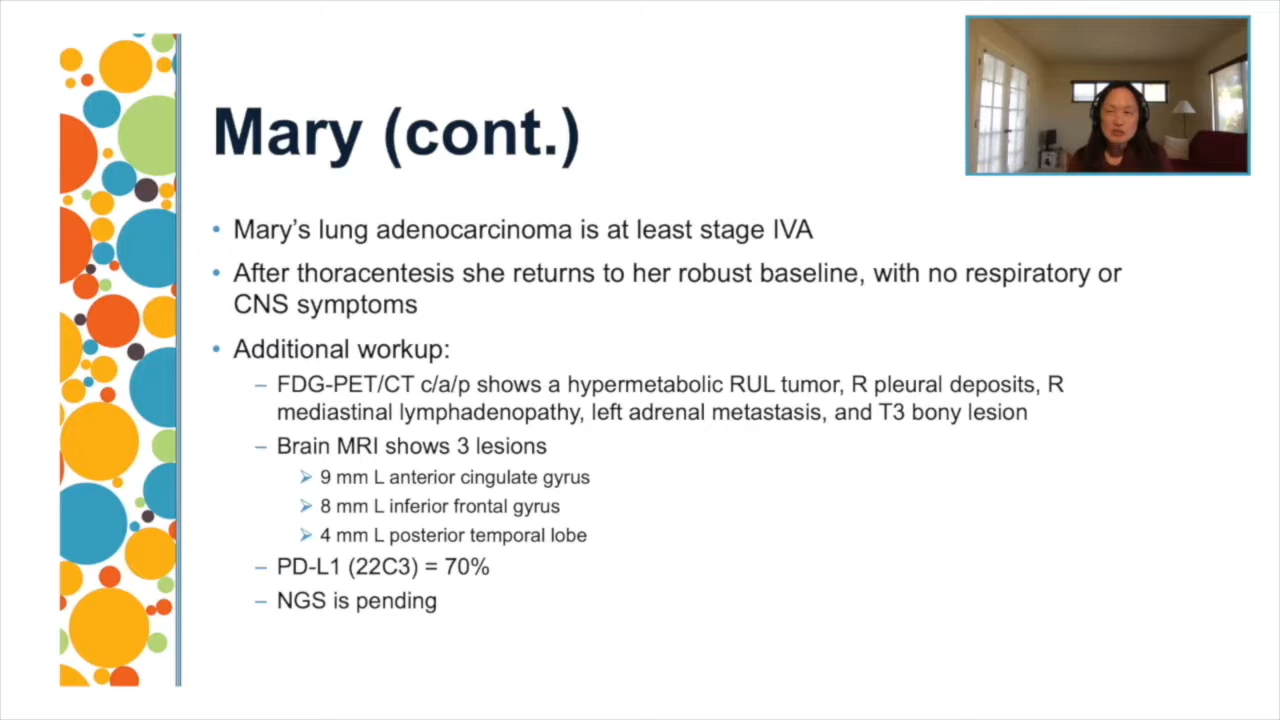 Mary (cont.)
• Mary’s lung adenocarcinoma is at least stage IVA
• After thoracentesis she returns to her robust baseline, with no respiratory or
CNS symptoms
• Additional workup:
– FDG-PET/CT c/a/p shows a hypermetabolic RUL tumor, R pleural deposits, R
mediastinal lymphadenopathy, left adrenal metastasis, and T3 bony lesion
– Brain MRI shows 3 lesions
➢ 9 mm L anterior cingulate gyrus
➢ 8 mm L inferior frontal gyrus
➢ 4 mm L posterior temporal lobe
– PD-L1 (22C3) = 70%
– NGS is pending